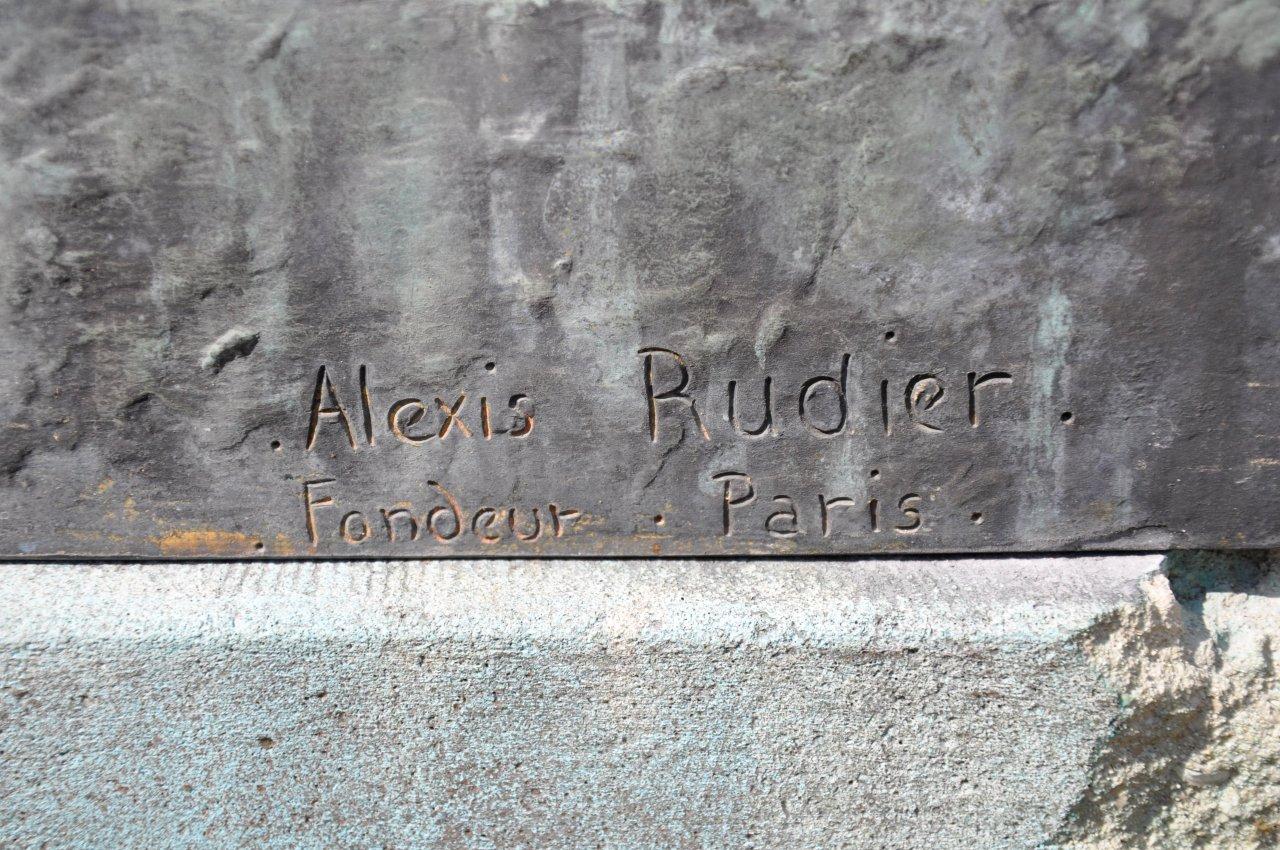 . Alexis Rudier .
. Fondeur . Paris .